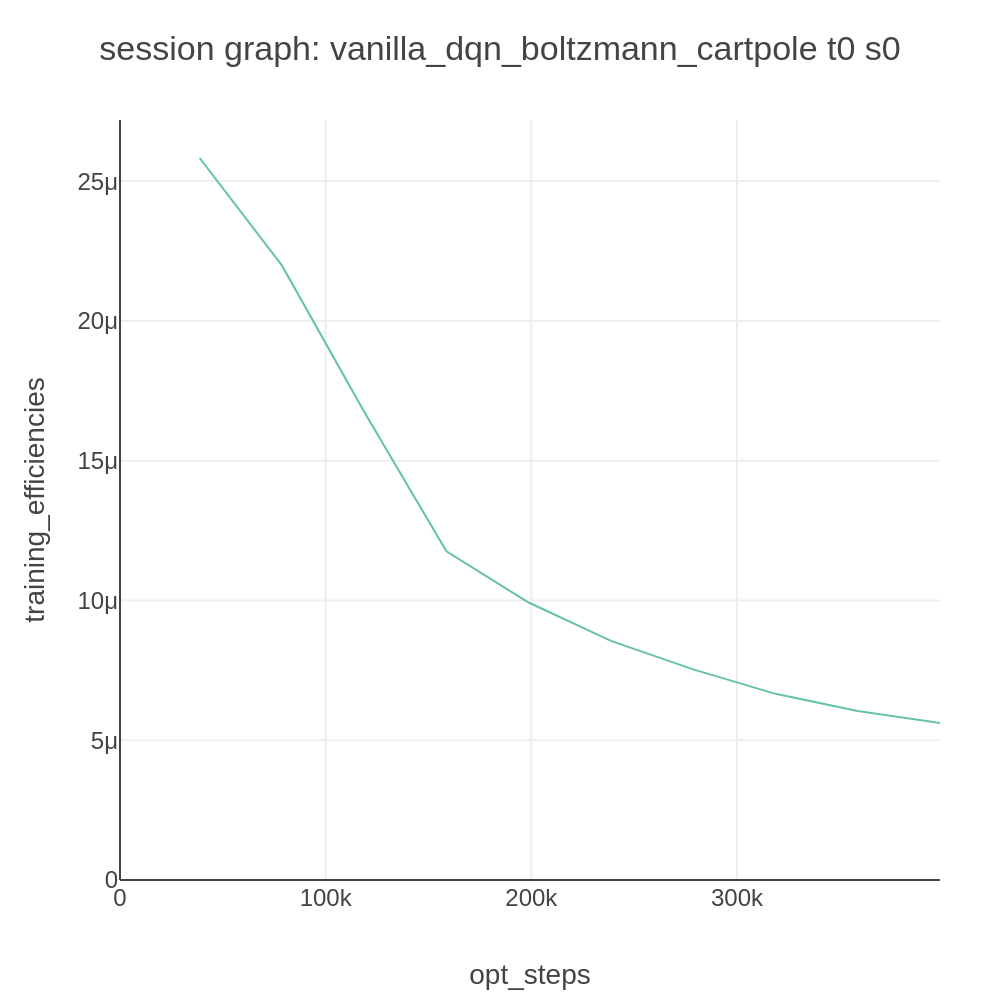 session graph: vanilla_dqn_boltzmann_cartpole t0 s0
25μ
20μ
15μ
10μ
5μ
0
training_efficiencies
0 100k 200k 300k
opt_steps